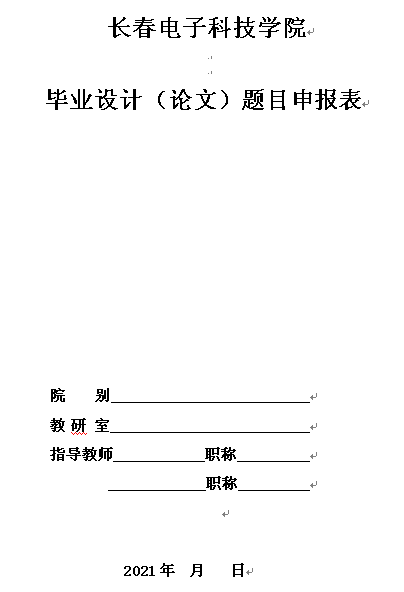 长春电子科技学院
毕业设计（论文）题目申报表
院 别
教 研 室
指导教师 职称
职称
2021年 月 日